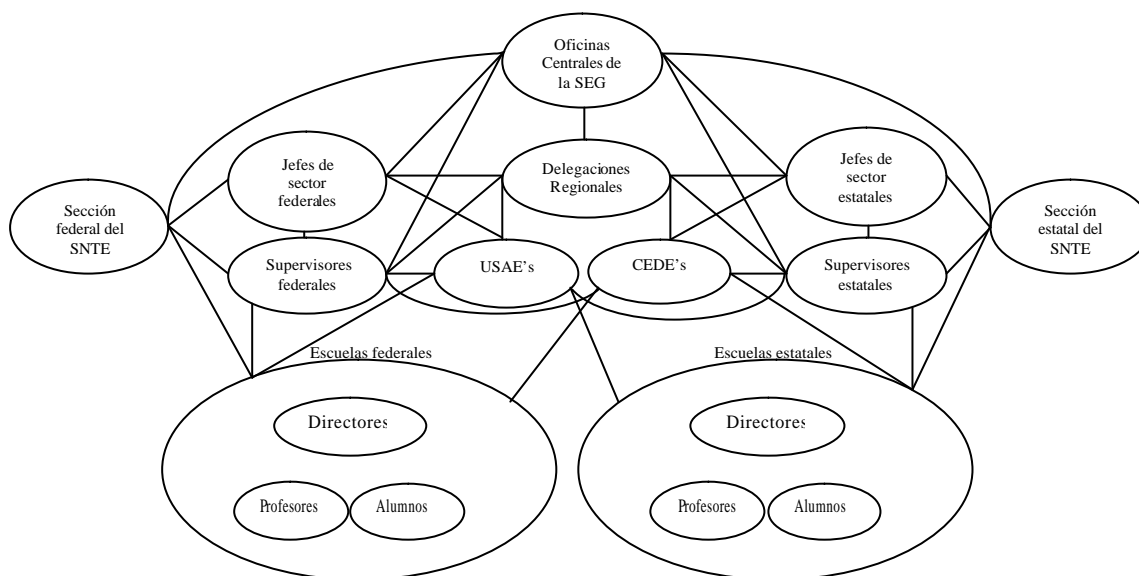 Oficinas
Centrales de
la SEG
Jefes de
sector
federales
Delegaciones
Regionales
Jefes de
sector
estatales
Sección
federal del
SNTE
Sección
estatal del
SNTE
Supervisores
federales
USAE's
CEDE's
Supervisores
estatales
Escuelas federales
Escuelas estatales
Directores
Directores
Profesores
Alumnos
Profesores
Alumnos